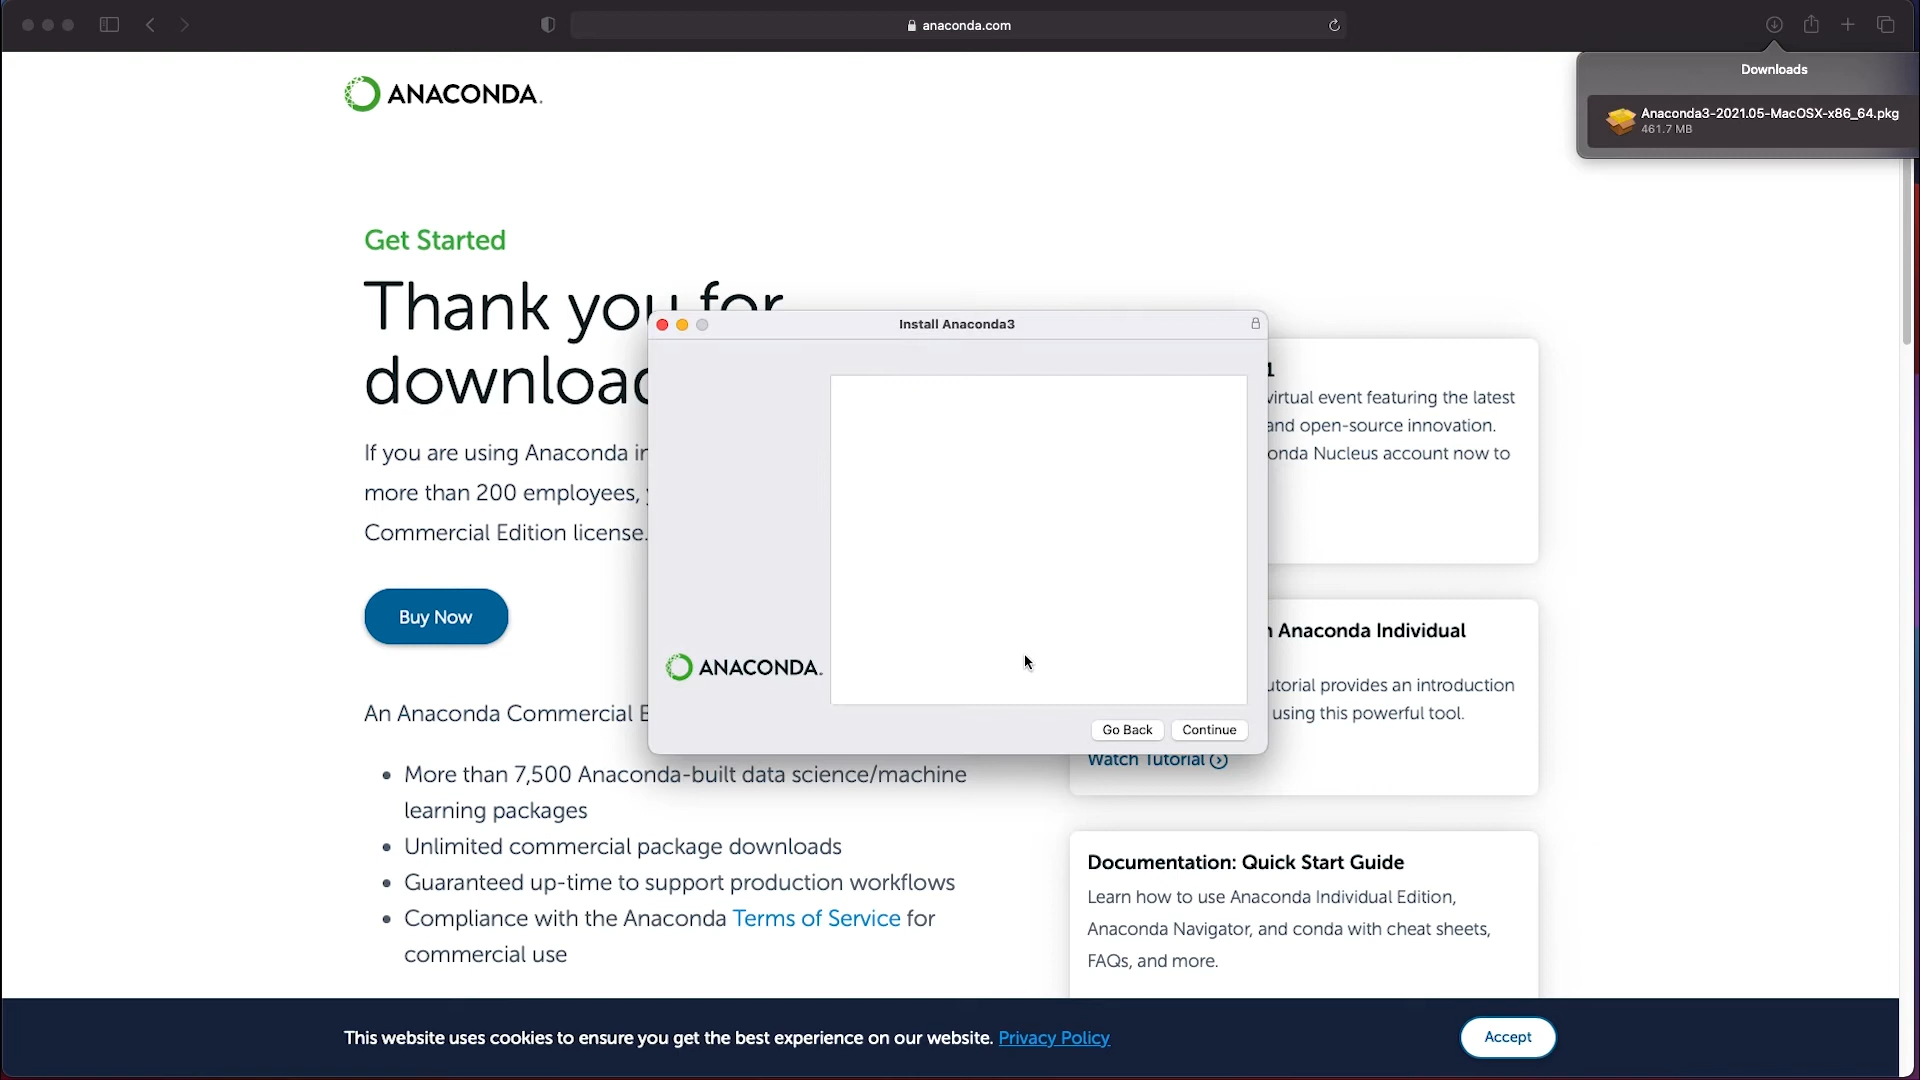 anaconda.com
Downloads
Anaconda3-2021.05-MacOSX-x86_64.pkg
461.7 MB
ANACONDA.
Get Started
Thank you for
download
If you are using Anaconda in
more than 200 employees,
Commercial Edition license.
Buy Now
An Anaconda Commercial E
• More than 7,500 Anaconda-built data science/machine
learning packages
• Unlimited commercial package downloads
• Guaranteed up-time to support production workflows
• Compliance with the Anaconda Terms of Service for
commercial use
Install Anaconda3
ANACONDA.
Go Back
Continue
1
virtual event featuring the latest
and open-source innovation.
onda Nucleus account now to
n Anaconda Individual
utorial provides an introduction
using this powerful tool.
Watch Tutorial
Documentation: Quick Start Guide
Learn how to use Anaconda Individual Edition,
Anaconda Navigator, and conda with cheat sheets,
FAQs, and more.
This website uses cookies to ensure you get the best experience on our website. Privacy Policy
Accept